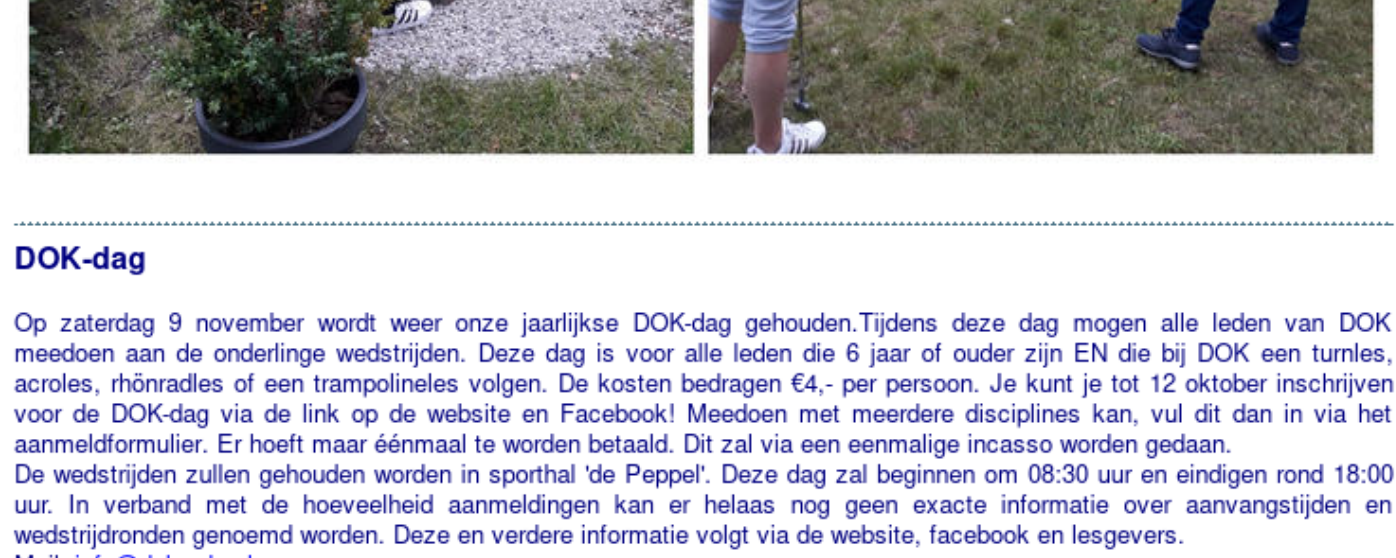 DOK-dag
Op zaterdag 9 november wordt weer onze jaarlijkse DOK-dag gehouden.Tijdens deze dag mogen alle leden van DOK
meedoen aan de onderlinge wedstrijden. Deze dag is voor alle leden die 6 jaar of ouder zijn EN die bij DOK een turnles,
acroles, rhönradles of een trampolineles volgen. De kosten bedragen €4,- per persoon. Je kunt je tot 12 oktober inschrijven
voor de DOK-dag via de link op de website en Facebook! Meedoen met meerdere disciplines kan, vul dit dan in via het
aanmeldformulier. Er hoeft maar éénmaal te worden betaald. Dit zal via een eenmalige incasso worden gedaan.
De wedstrijden zullen gehouden worden in sporthal 'de Peppel'. Deze dag zal beginnen om 08:30 uur en eindigen rond 18:00
uur. In verband met de hoeveelheid aanmeldingen kan er helaas nog geen exacte informatie over aanvangstijden en
wedstrijdronden genoemd worden. Deze en verdere informatie volgt via de website, facebook en lesgevers.